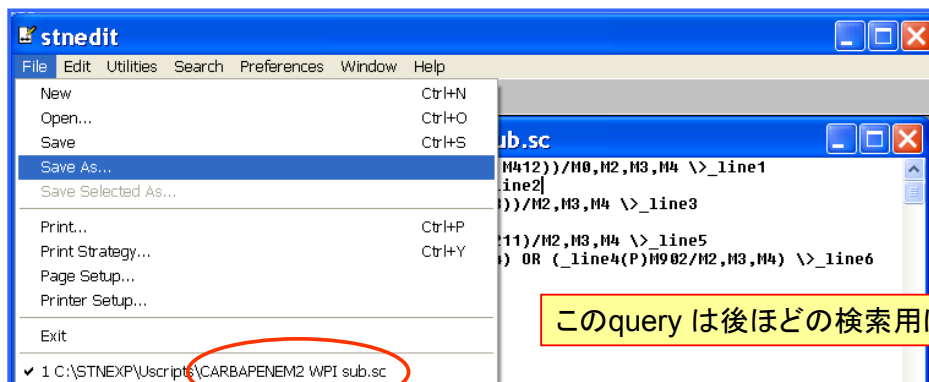 stnedit
File Edit Utilities Search Preferences Window Help
New Ctrl+N
Open... Ctrl+O
Save Ctrl+S
Save As...
Save Selected As...
Print... Ctrl+P
Print Strategy... Ctrl+Y
Page Setup...
Printer Setup...
Exit
✔ 1 C:\STNEXP\Uscripts\CARBAPENEM2 WPI sub.sc
ub.sc
M412))/M0,M2,M3,M4 \>_line1
line2
))/M2,M3,M4 \>_line3
211)/M2,M3,M4 \>_line5
) OR (_line4(P)M902/M2,M3,M4) \>_line6
このquery は後ほどの検索用